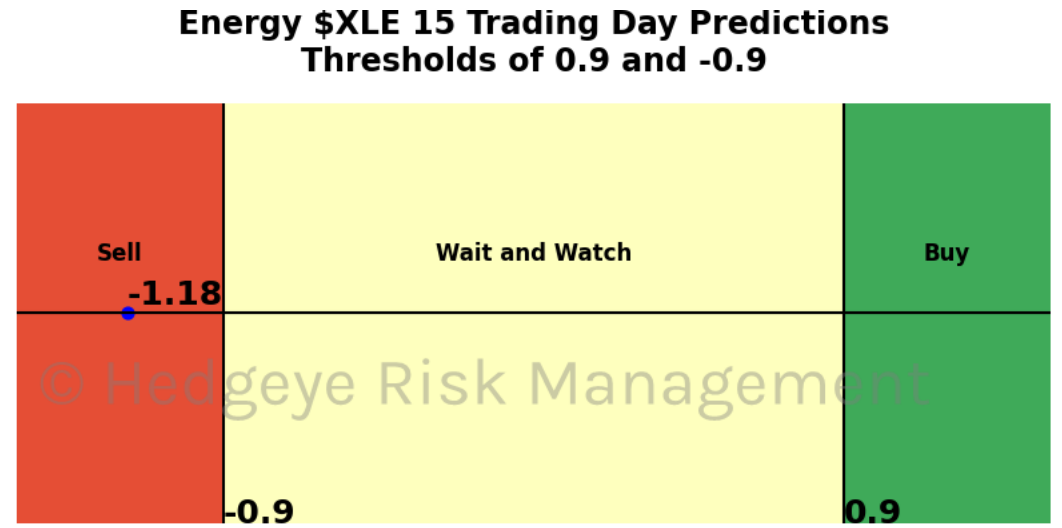 Energy $XLE 15 Trading Day Predictions
Thresholds of 0.9 and -0.9
Sell
Wait and Watch
Buy
-1.18
© Hedgeye Risk Management
-0.9
0.9